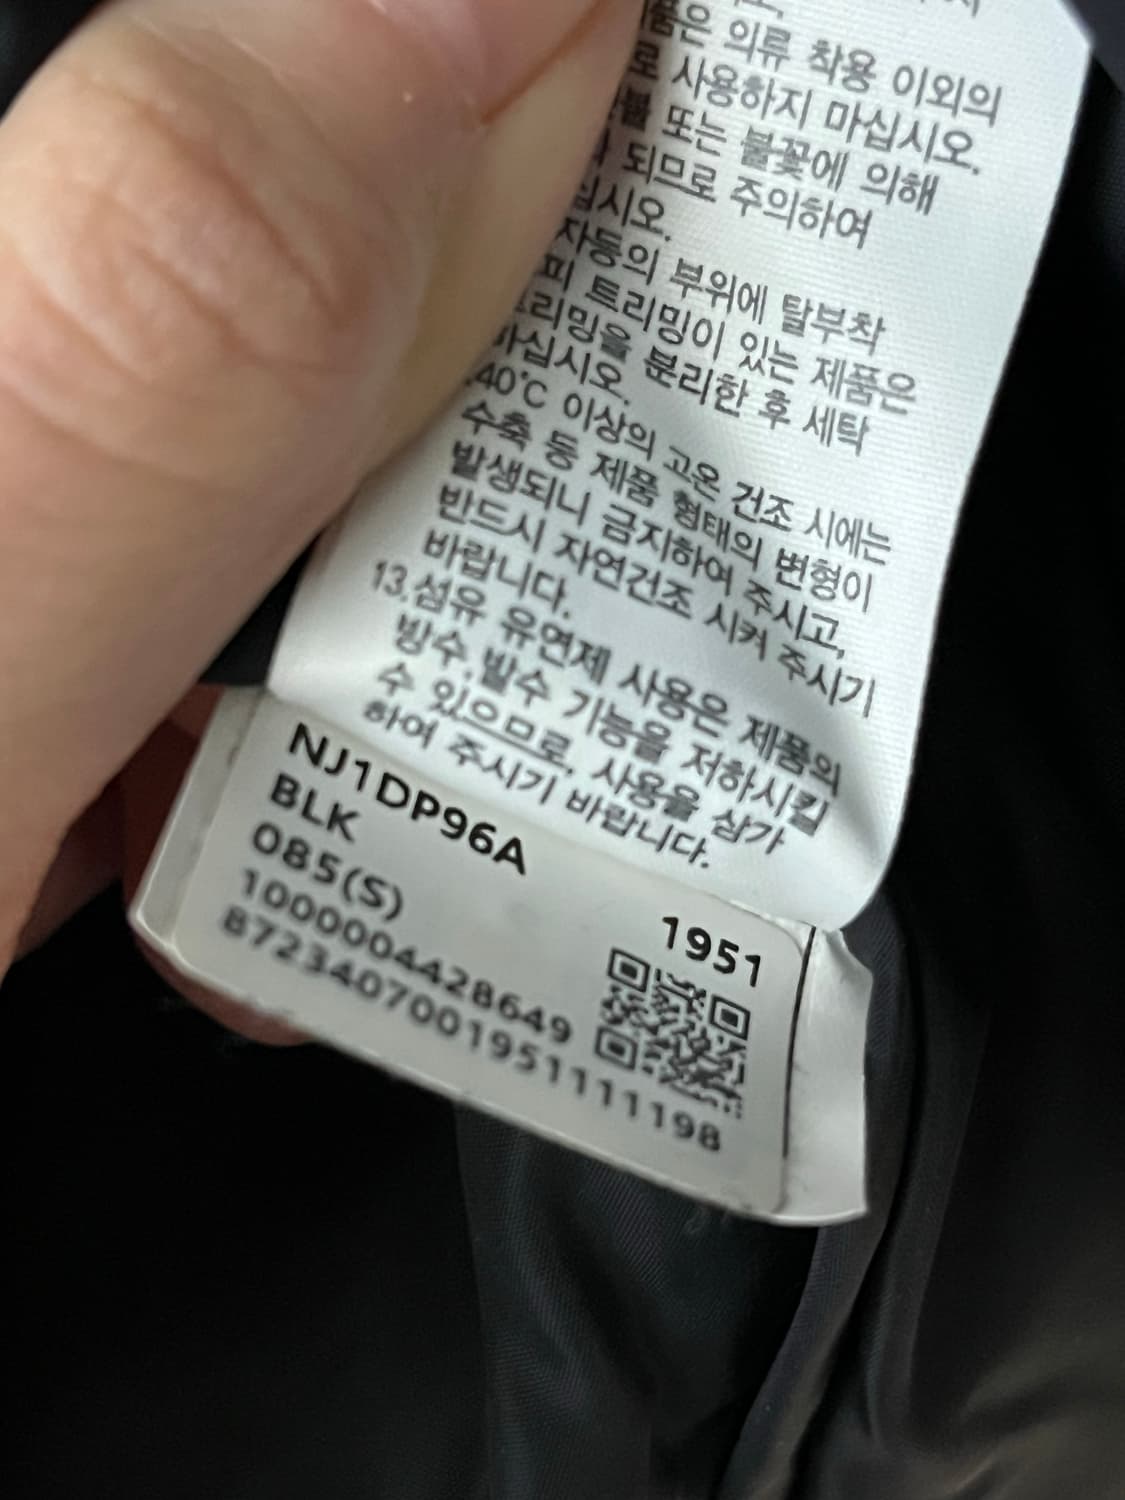 품은 의류 착용 이외의
로 사용하지 마십시오.
불 또는 불꽃에 의해
되므로 주의하여
십시오.
자등의 부위에 탈부착
피 트리밍이 있는 제품은
트리밍을 분리한 후 세탁
마십시오.
40℃ 이상의 고온 건조 시에는
수축 등 제품 형태의 변형이
발생되니 금지하여 주시고,
반드시 자연건조 시켜 주시기
바랍니다.
13.섬유 유연제 사용은 제품의
방수,발수 기능을 저하시킬
수 있으므로, 사용을 삼가
하여 주시기 바랍니다.
NJ1DP96A
BLK
085(S)
1951
1000004428649
8723407001951111198